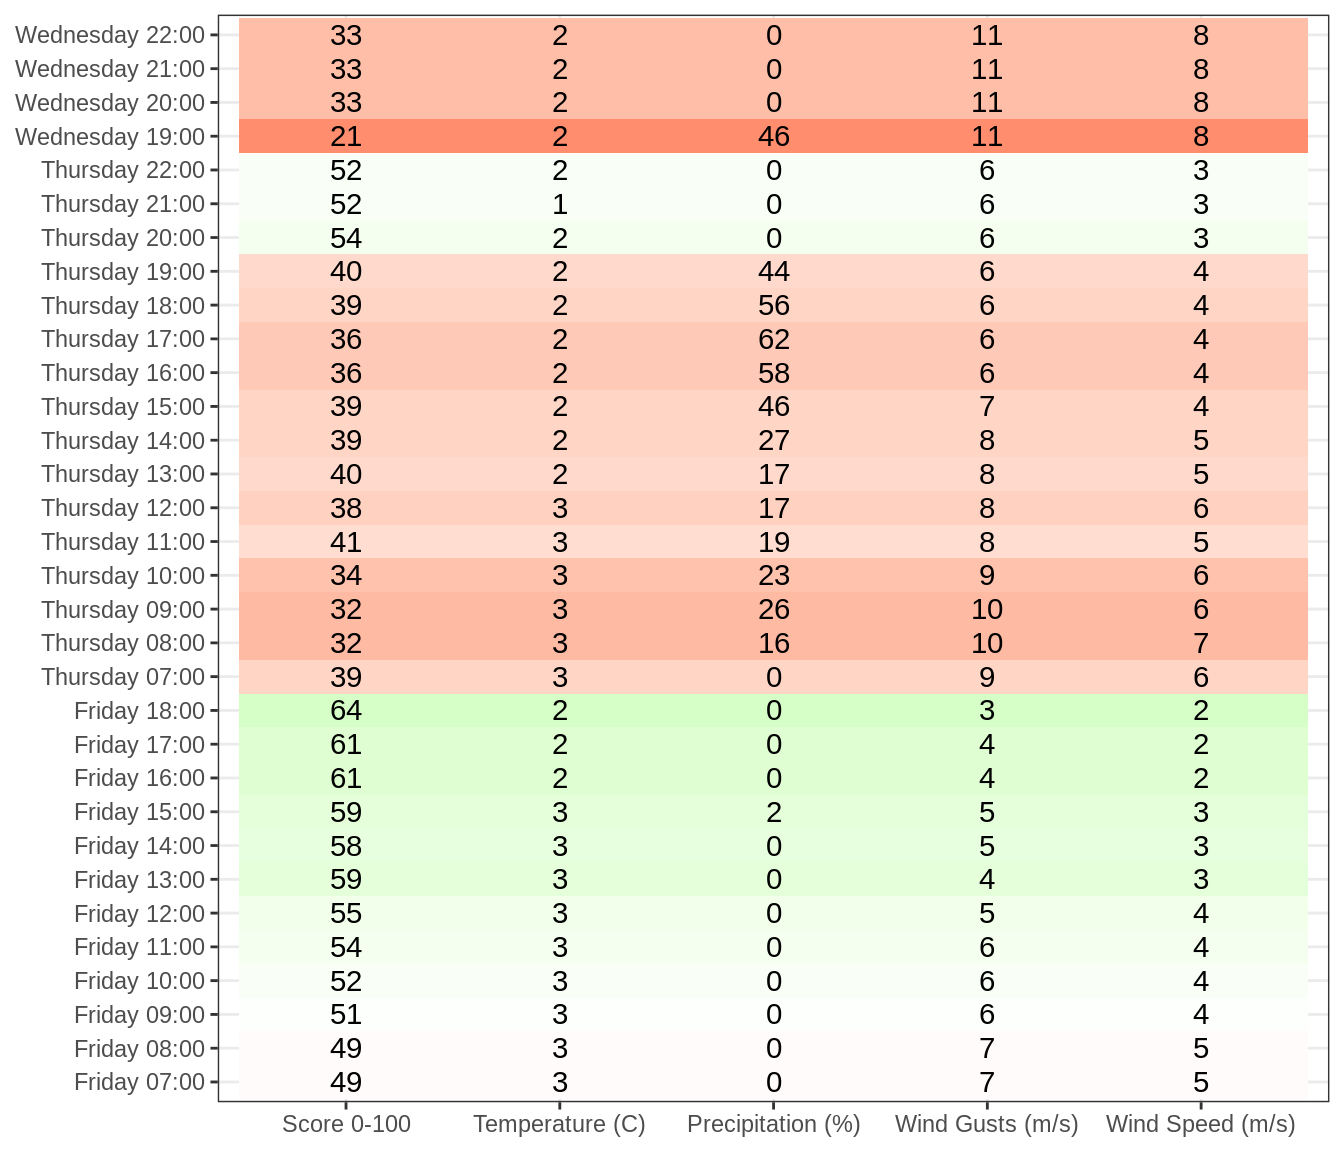 Wednesday 22:00 33 2 0 11 8
Wednesday 21:00 33 2 0 11 8
Wednesday 20:00 33 2 0 11 8
Wednesday 19:00 21 2 46 11 8
Thursday 22:00 52 2 0 6 3
Thursday 21:00 52 1 0 6 3
Thursday 20:00 54 2 0 6 3
Thursday 19:00 40 2 44 6 4
Thursday 18:00 39 2 56 6 4
Thursday 17:00 36 2 62 6 4
Thursday 16:00 36 2 58 6 4
Thursday 15:00 39 2 46 7 4
Thursday 14:00 39 2 27 8 5
Thursday 13:00 40 2 17 8 5
Thursday 12:00 38 3 17 8 6
Thursday 11:00 41 3 19 8 5
Thursday 10:00 34 3 23 9 6
Thursday 09:00 32 3 26 10 6
Thursday 08:00 32 3 16 10 7
Thursday 07:00 39 3 0 9 6
Friday 18:00 64 2 0 3 2
Friday 17:00 61 2 0 4 2
Friday 16:00 61 2 0 4 2
Friday 15:00 59 3 2 5 3
Friday 14:00 58 3 0 5 3
Friday 13:00 59 3 0 4 3
Friday 12:00 55 3 0 5 4
Friday 11:00 54 3 0 6 4
Friday 10:00 52 3 0 6 4
Friday 09:00 51 3 0 6 4
Friday 08:00 49 3 0 7 5
Friday 07:00 49 3 0 7 5
Score 0-100 Temperature (C) Precipitation (%) Wind Gusts (m/s) Wind Speed (m/s)